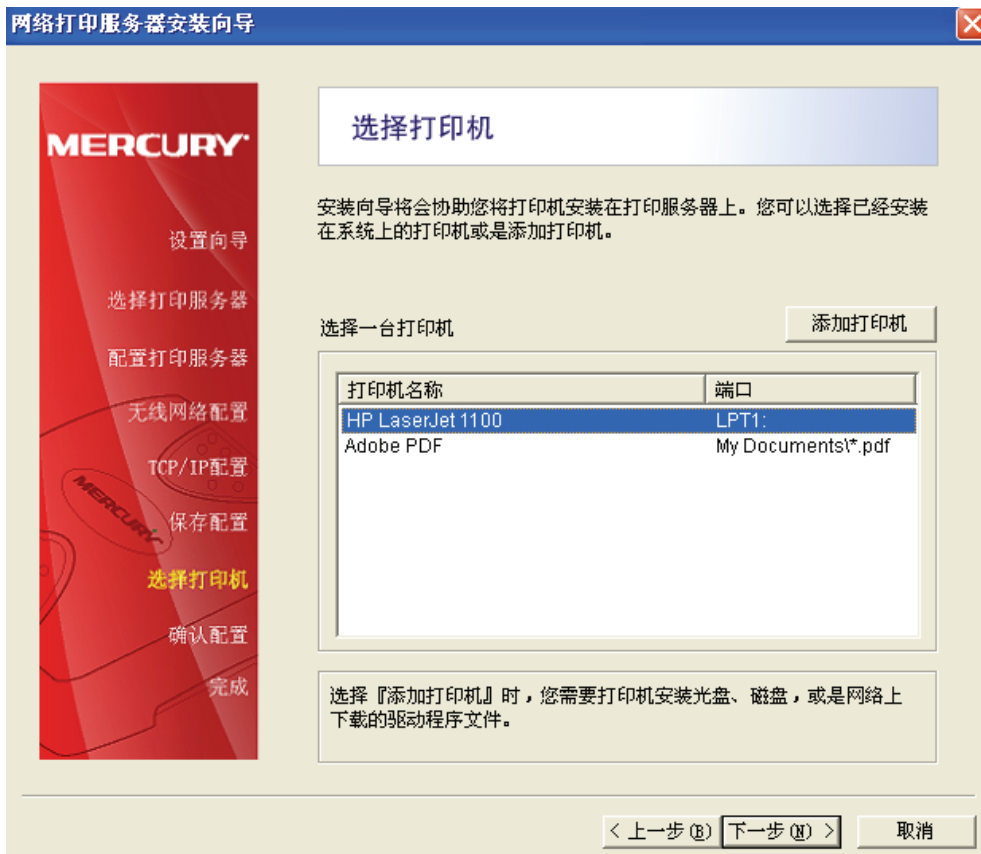 网络打印服务器安装向导
MERCURY
设置向导
选择打印服务器
配置打印服务器
无线网络配置
TCP/IP配置
MERCURY
保存配置
选择打印机
确认配置
完成
选择打印机
安装向导将会协助您将打印机安装在打印服务器上。您可以选择已经安装
在系统上的打印机或是添加打印机。
选择一台打印机
添加打印机
打印机名称 端口
HP LaserJet 1100 LPT1:
Adobe PDF My Documents\*.pdf
选择『添加打印机』时，您需要打印机安装光盘、磁盘，或是网络上
下载的驱动程序文件。
< 上一步(B) 下一步(N) > 取消